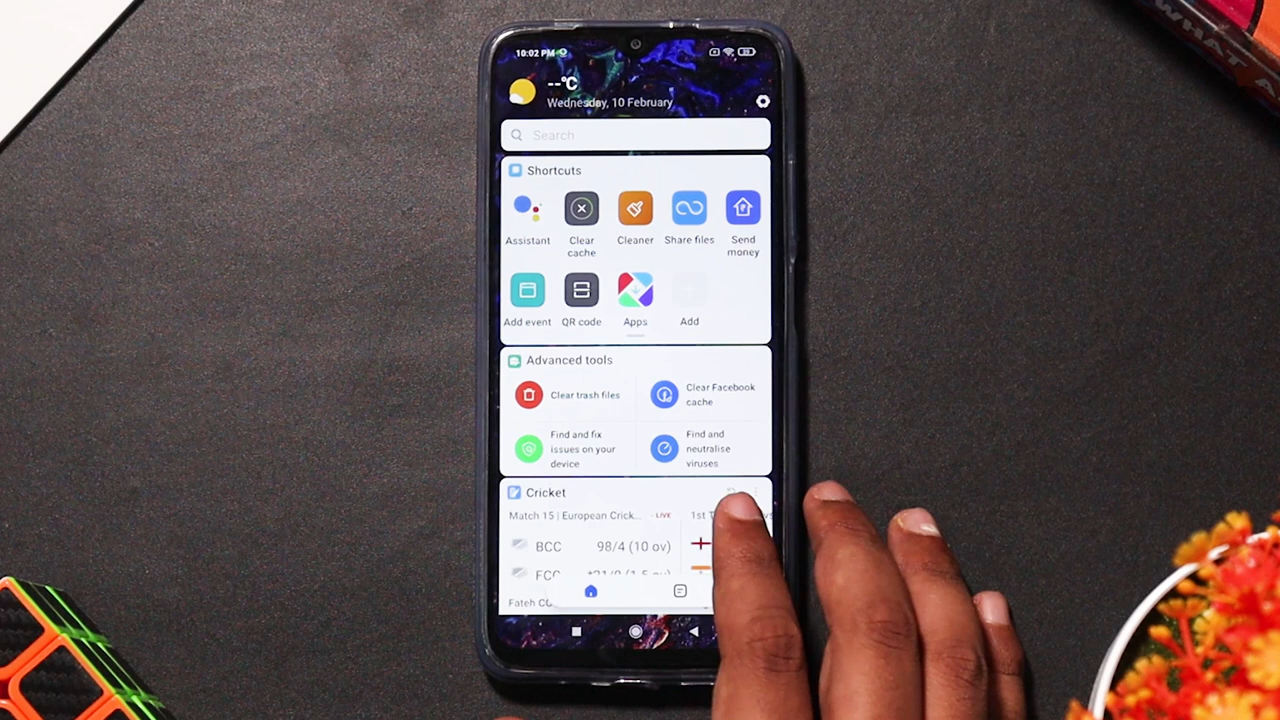 10:02 PM
--°C
Wednesday, 10 February
Search
Shortcuts
Assistant
Clear
cache
Cleaner
Share files
Send
money
Add event
QR code
Apps
Add
Advanced tools
Clear trash files
Clear Facebook
cache
Find and fix
issues on your
device
Find and
neutralise
viruses
Cricket
Match 15 | European Crick... • LIVE
1st
BCC 98/4 (10 ov)
FCC
Fateh
WHAT A